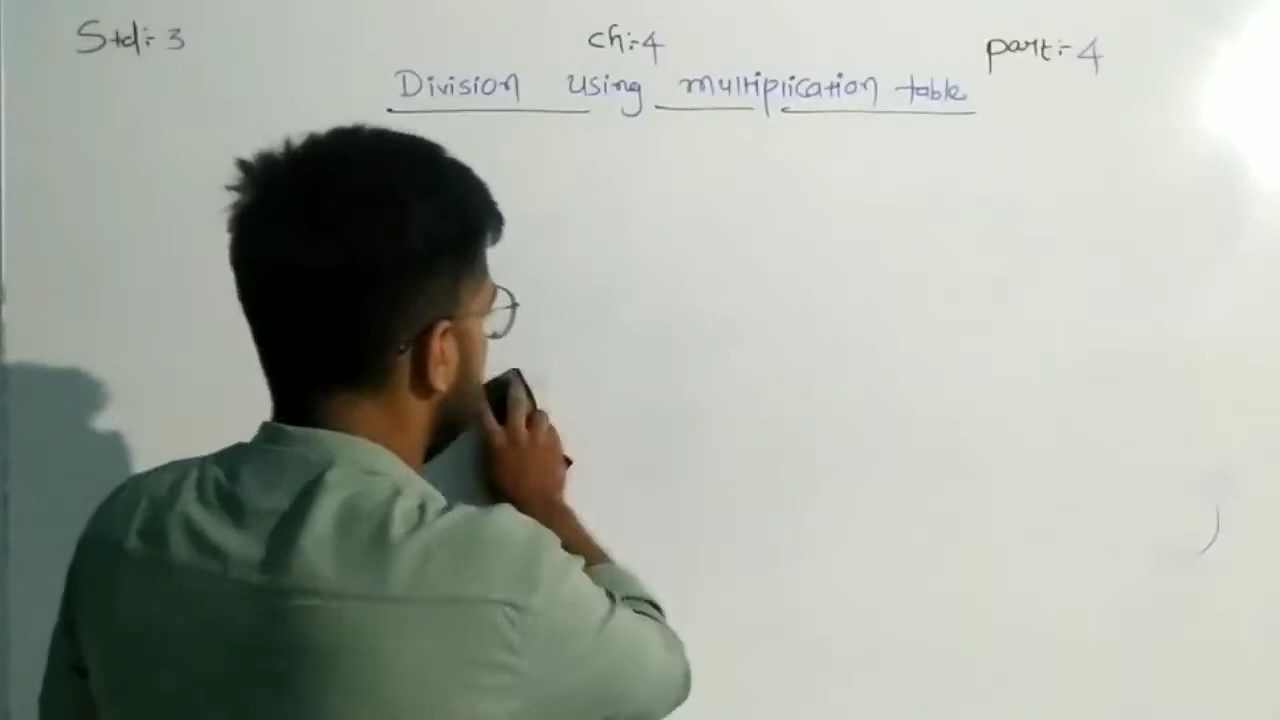 Std:- 3 ch:-4 part:- 4
Division using multiplication table